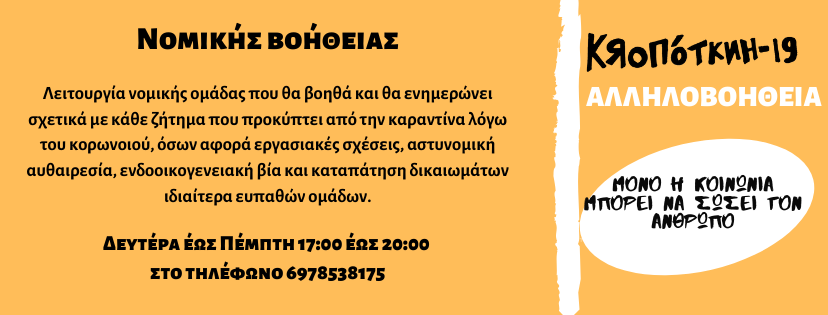 Νομικής βοήθειας
Λειτουργία νομικής ομάδας που θα βοηθά και θα ενημερώνει
σχετικά με κάθε ζήτημα που προκύπτει από την καραντίνα λόγω
του κορωνοιού, όσων αφορά εργασιακές σχέσεις, αστυνομική
αυθαιρεσία, ενδοοικογενειακή βία και καταπάτηση δικαιωμάτων
ιδιαίτερα ευπαθών ομάδων.
Δευτέρα έως Πέμπτη 17:00 έως 20:00
στο τηλέφωνο 6978538175
КЯОПÓТКИН-19
ΑΛΛΗΛΟΒΟΗΘΕΙΑ
ΜΟΝΟ Η ΚΟΙΝΩΝΙΑ
ΜΠΟΡΕΙ ΝΑ ΣΩΣΕΙ ΤΟΝ
ΑΝΘΡΩΠΟ